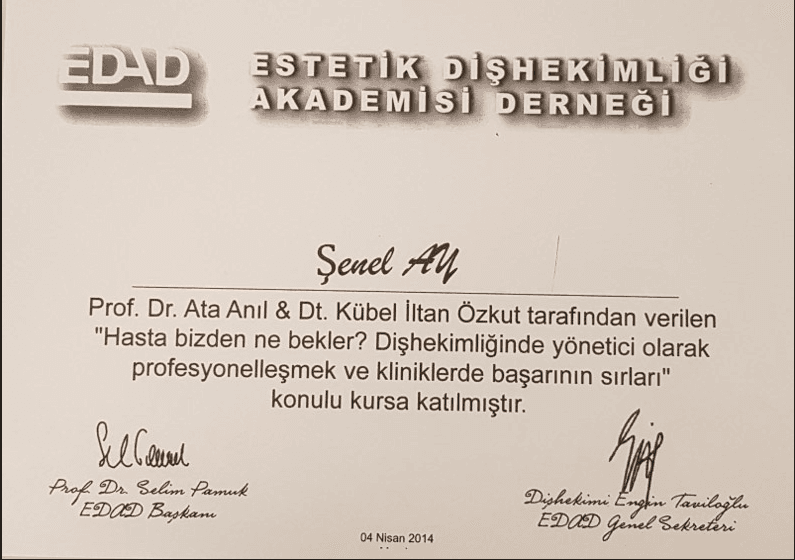 EDAD
ESTETİK DİŞHEKİMLİĞİ
AKADEMİSİ DERNEĞİ
Şenel AY
Prof. Dr. Ata Anıl & Dt. Kübel İltan Özkut tarafından verilen
"Hasta bizden ne bekler? Dişhekimliğinde yönetici olarak
profesyonelleşmek ve kliniklerde başarının sırları"
konulu kursa katılmıştır.
Prof. Dr. Selim Pamuk
EDAD Başkanı
Dişhekimi Engin Taviloğlu
EDAD Genel Sekreteri
04 Nisan 2014